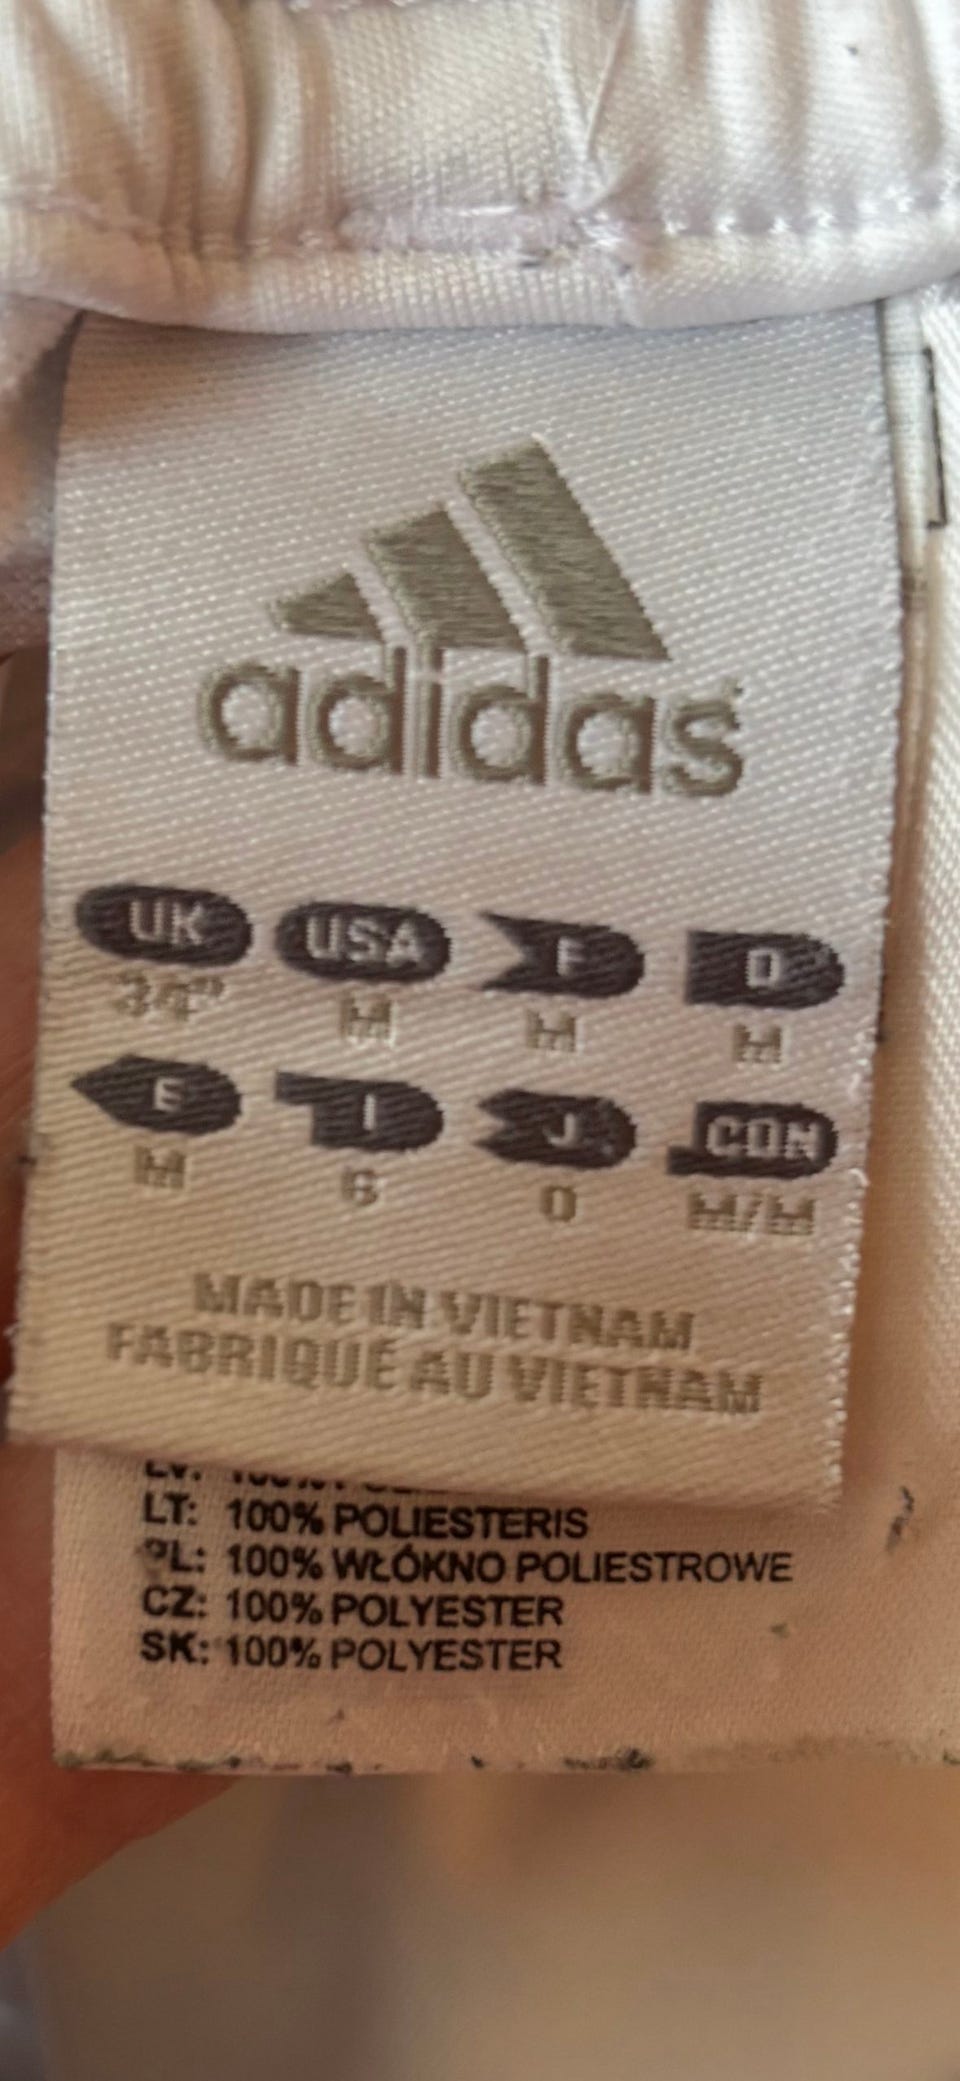 adidas
UK USA F D
34" M M M
E I J CON
M 6 O M/M
MADE IN VIETNAM
FABRIQUÉ AU VIETNAM
LT: 100% POLIESTERIS
PL: 100% WŁÓKNO POLIESTROWE
CZ: 100% POLYESTER
SK: 100% POLYESTER